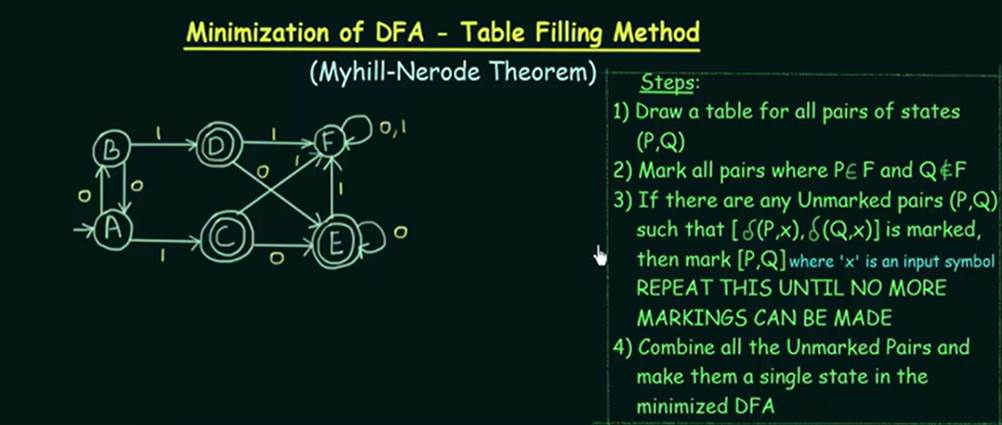 Minimization of DFA - Table Filling Method
(Myhill-Nerode Theorem)
Steps:
1) Draw a table for all pairs of states
(P,Q)
2) Mark all pairs where P∈ F and Q∉F
3) If there are any Unmarked pairs (P,Q)
such that [δ(P,x), δ(Q,x)] is marked,
then mark [P,Q] where 'x' is an input symbol
REPEAT THIS UNTIL NO MORE
MARKINGS CAN BE MADE
4) Combine all the Unmarked Pairs and
make them a single state in the
minimized DFA
B 1 D 1 F 0,1
0 0 0 1 1
A 1 C 0 E 0